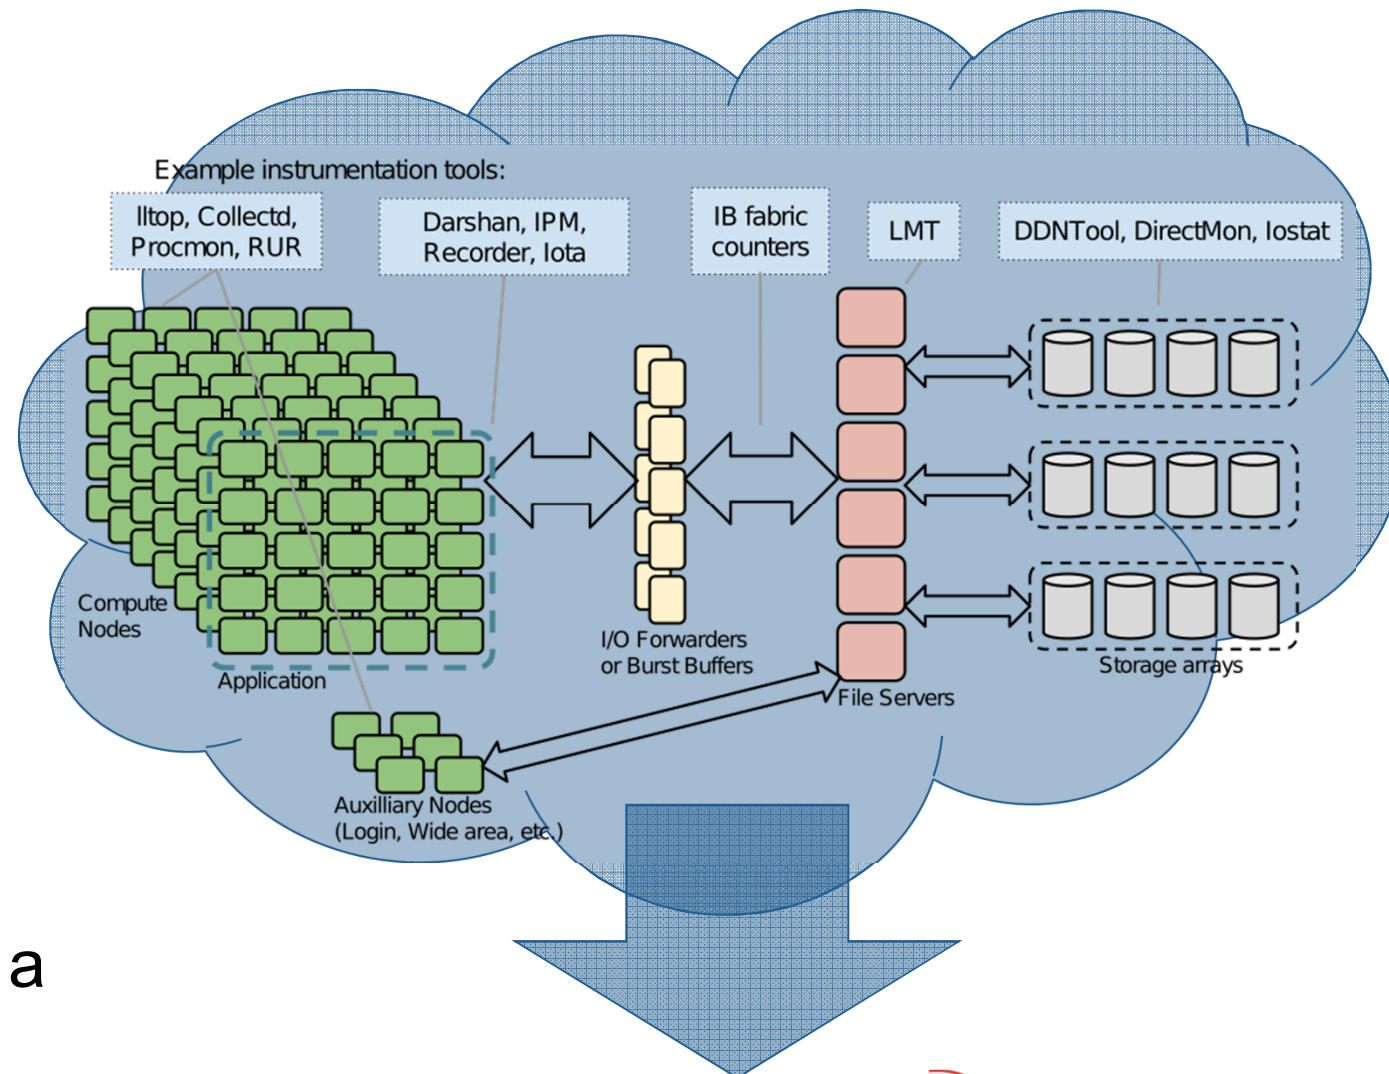 Example instrumentation tools:
lltop, Collectd,
Procmon, RUR
Darshan, IPM,
Recorder, Iota
IB fabric
counters
LMT
DDNTool, DirectMon, Iostat
Compute
Nodes
Application
I/O Forwarders
or Burst Buffers
File Servers
Storage arrays
Auxilliary Nodes
(Login, Wide area, etc.)
a